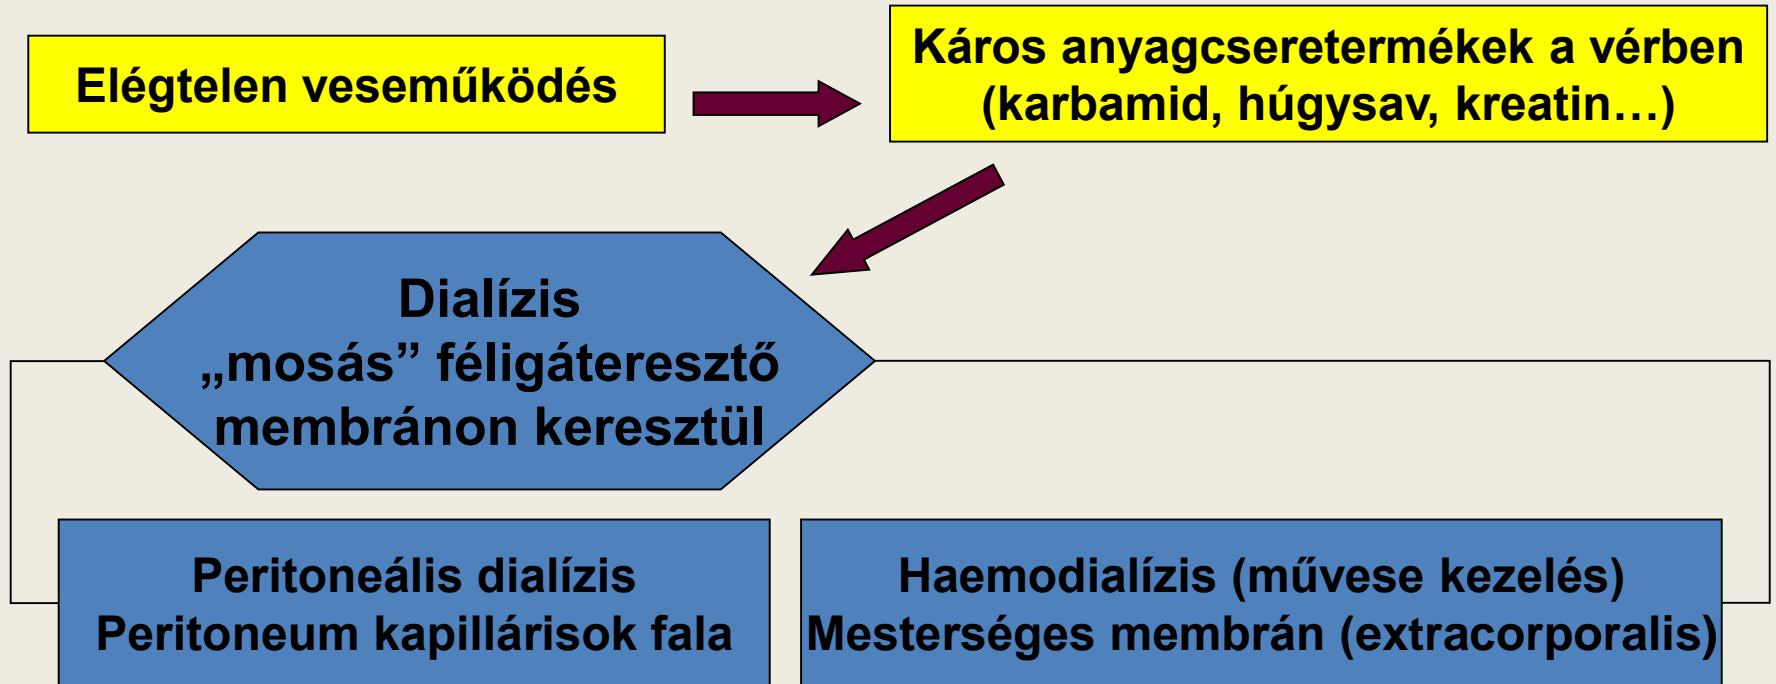 Elégtelen veseműködés
Káros anyagcseretermékek a vérben
(karbamid, húgysav, kreatin…)
Dialízis
„mosás” féligáteresztő
membránon keresztül
Peritoneális dialízis
Peritoneum kapillárisok fala
Haemodialízis (művese kezelés)
Mesterséges membrán (extracorporalis)